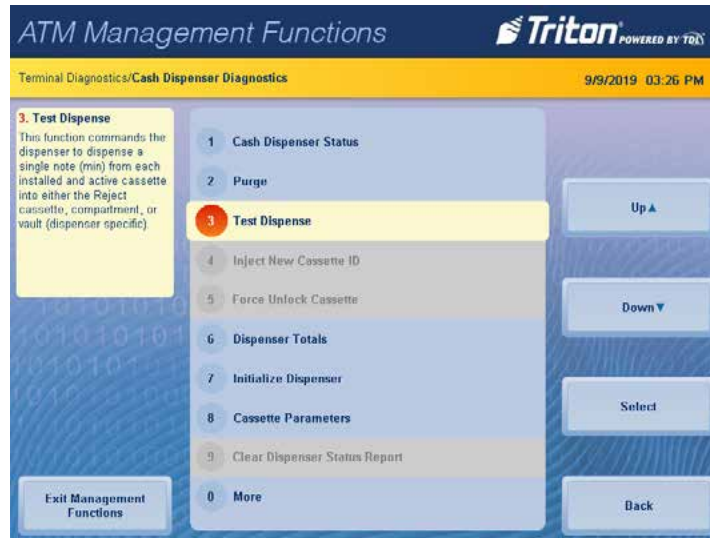 ATM Management Functions
Triton POWERED BY TDL
Terminal Diagnostics/Cash Dispenser Diagnostics
9/9/2019 03:26 PM
3. Test Dispense
This function commands the
dispenser to dispense a
single note (min) from each
installed and active cassette
into either the Reject
cassette, compartment, or
vault (dispenser specific)
1 Cash Dispenser Status
2 Purge
3 Test Dispense
4 Inject New Cassette ID
5 Force Unlock Cassette
6 Dispenser Totals
7 Initialize Dispenser
8 Cassette Parameters
9 Clear Dispenser Status Report
0 More
Up▲
Down▼
Select
Back
Exit Management
Functions